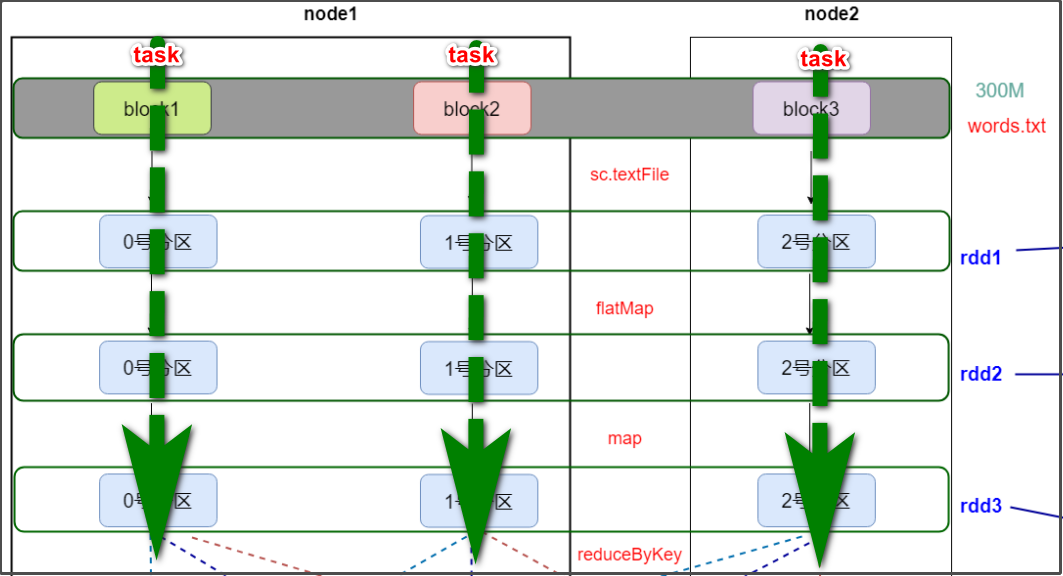 node1
node2
task
task
task
block1
block2
block3
300M
words.txt
sc.textFile
0号分区
1号分区
2号分区
rdd1
flatMap
0号分区
1号分区
2号分区
rdd2
map
0号分区
1号分区
2号分区
rdd3
reduceByKey